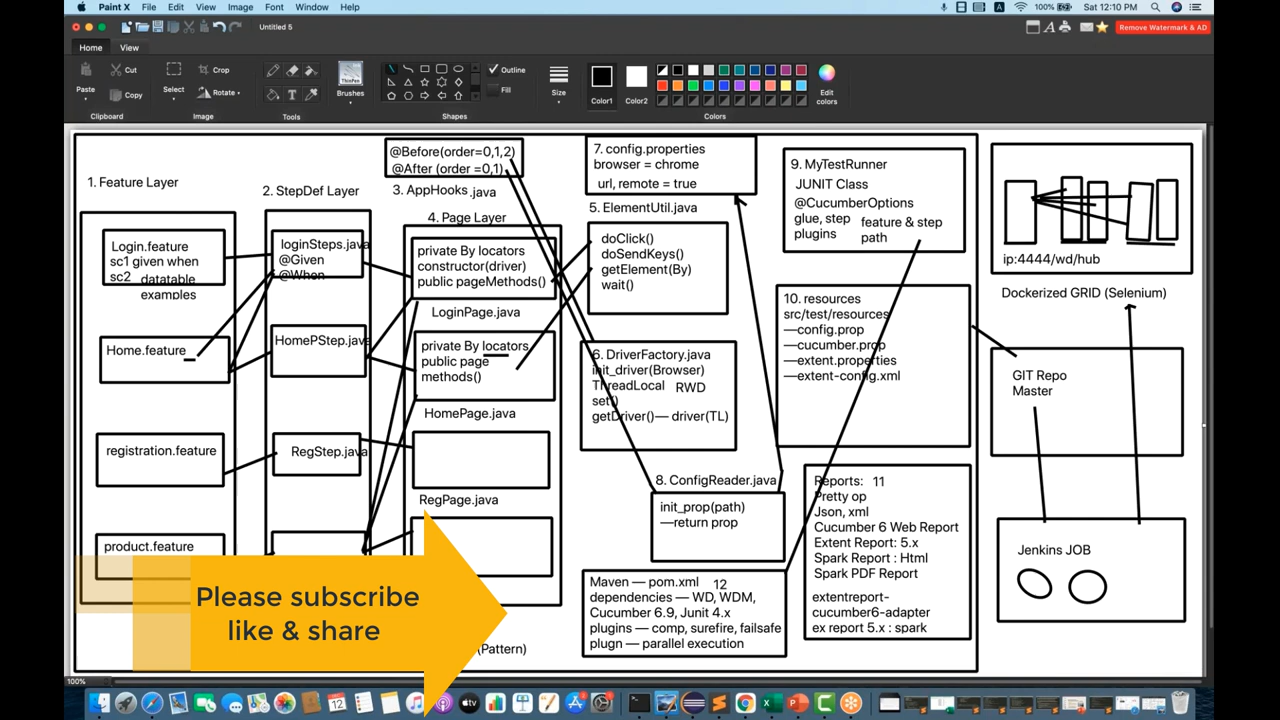 Paint X File Edit View Image Font Window Help
100% Sat 12:10 PM
Untitled 5
Remove Watermark & AD
Home View
Paste
Cut
Copy
Clipboard
Select
Crop
Rotate
Image
Tools
ThinPen
Brushes
Outline
Fill
Shapes
Size
Color1
Color2
Edit
colors
Colors
1. Feature Layer
Login.feature
sc1 given when
sc2 datatable
examples
Home.feature
registration.feature
product.feature
2. StepDef Layer
loginSteps.java
@Given
@When
HomePStep.java
RegStep.java
@Before(order=0,1,2)
@After (order =0,1)
3. AppHooks .java
4. Page Layer
private By locators
constructor(driver)
public pageMethods()
LoginPage.java
private By locators
public page
methods()
HomePage.java
RegPage.java
(Pattern)
7. config.properties
browser = chrome
url, remote = true
5. ElementUtil.java
doClick()
doSendKeys()
getElement(By)
wait()
6. DriverFactory.java
init_driver(Browser)
ThreadLocal RWD
set()
getDriver()— driver(TL)
8. ConfigReader.java
init_prop(path)
—return prop
Maven — pom.xml 12
dependencies — WD, WDM,
Cucumber 6.9, Junit 4.x
plugins — comp, surefire, failsafe
plugn — parallel execution
9. MyTestRunner
JUNIT Class
@CucumberOptions
glue, step feature & step
plugins path
10. resources
src/test/resources
—config.prop
—cucumber.prop
—extent.properties
—extent-config.xml
Reports: 11
Pretty op
Json, xml
Cucumber 6 Web Report
Extent Report: 5.x
Spark Report : Html
Spark PDF Report
extentreport-
cucumber6-adapter
ex report 5.x : spark
ip:4444/wd/hub
Dockerized GRID (Selenium)
GIT Repo
Master
Jenkins JOB
Please subscribe
like & share
100%